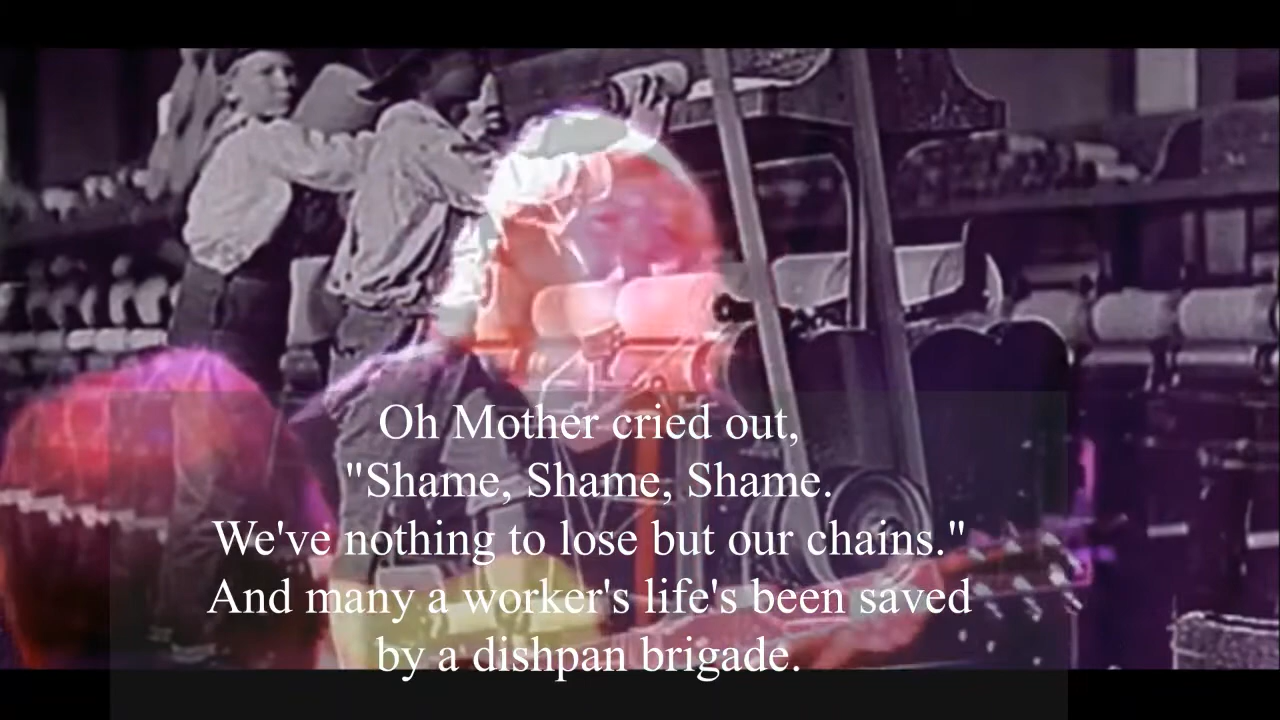 Oh Mother cried out,
"Shame, Shame, Shame.
We've nothing to lose but our chains."
And many a worker's life's been saved
by a dishpan brigade.